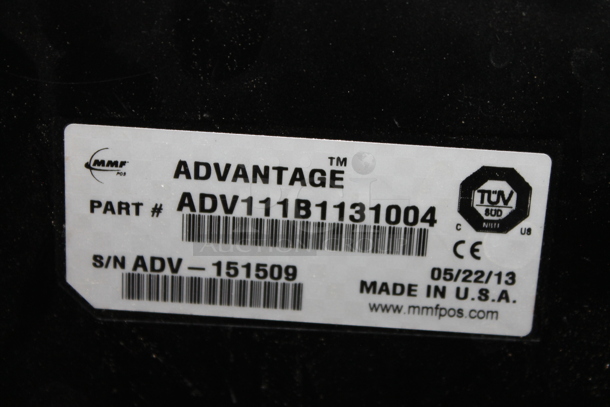 MMF
POS
ADVANTAGE™
PART # ADV111B1131004
S/N ADV-151509
TÜV
SÜD
C US
CE
05/22/13
MADE IN U.S.A.
www.mmfpos.com